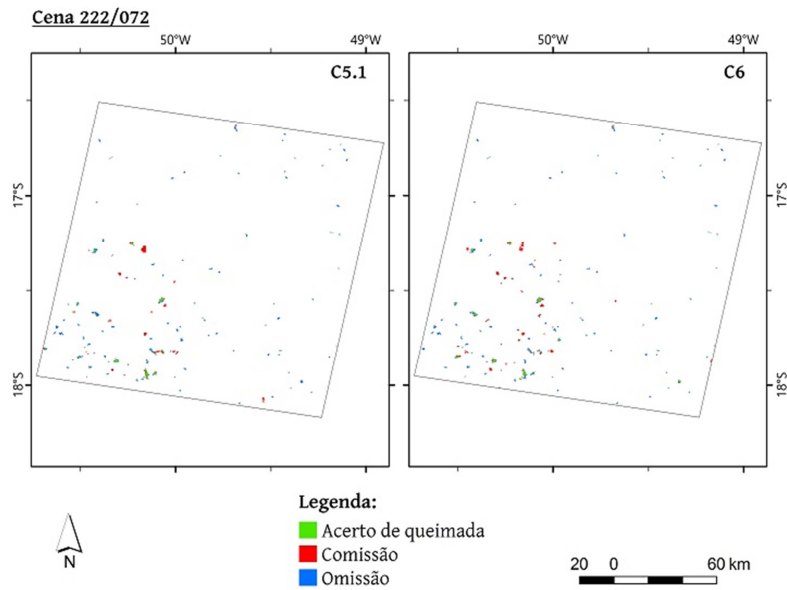 Cena 222/072
50°W 49°W 50°W 49°W
C5.1 C6
17°S 17°S
18°S 18°S
Legenda:
Acerto de queimada
Comissão
Omissão
N
20 0 60 km